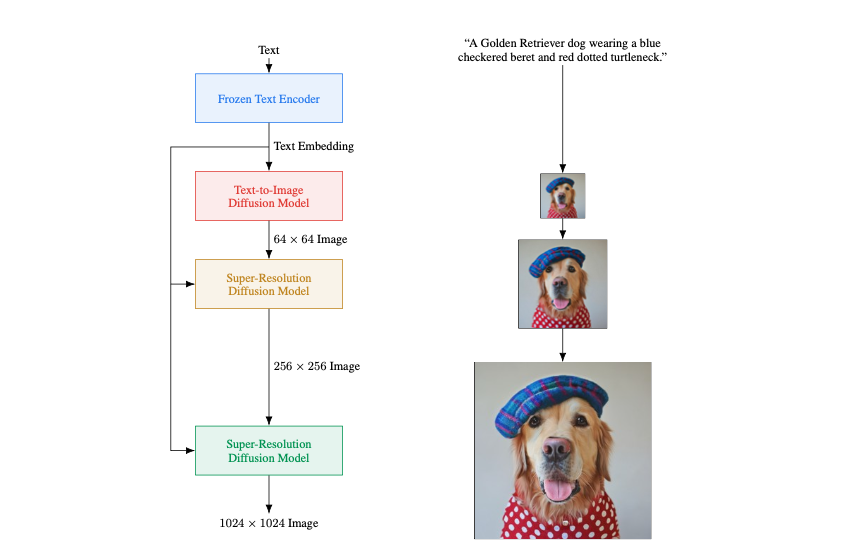 Text
Frozen Text Encoder
Text Embedding
Text-to-Image
Diffusion Model
64 × 64 Image
Super-Resolution
Diffusion Model
256 × 256 Image
Super-Resolution
Diffusion Model
1024 × 1024 Image
“A Golden Retriever dog wearing a blue
checkered beret and red dotted turtleneck.”